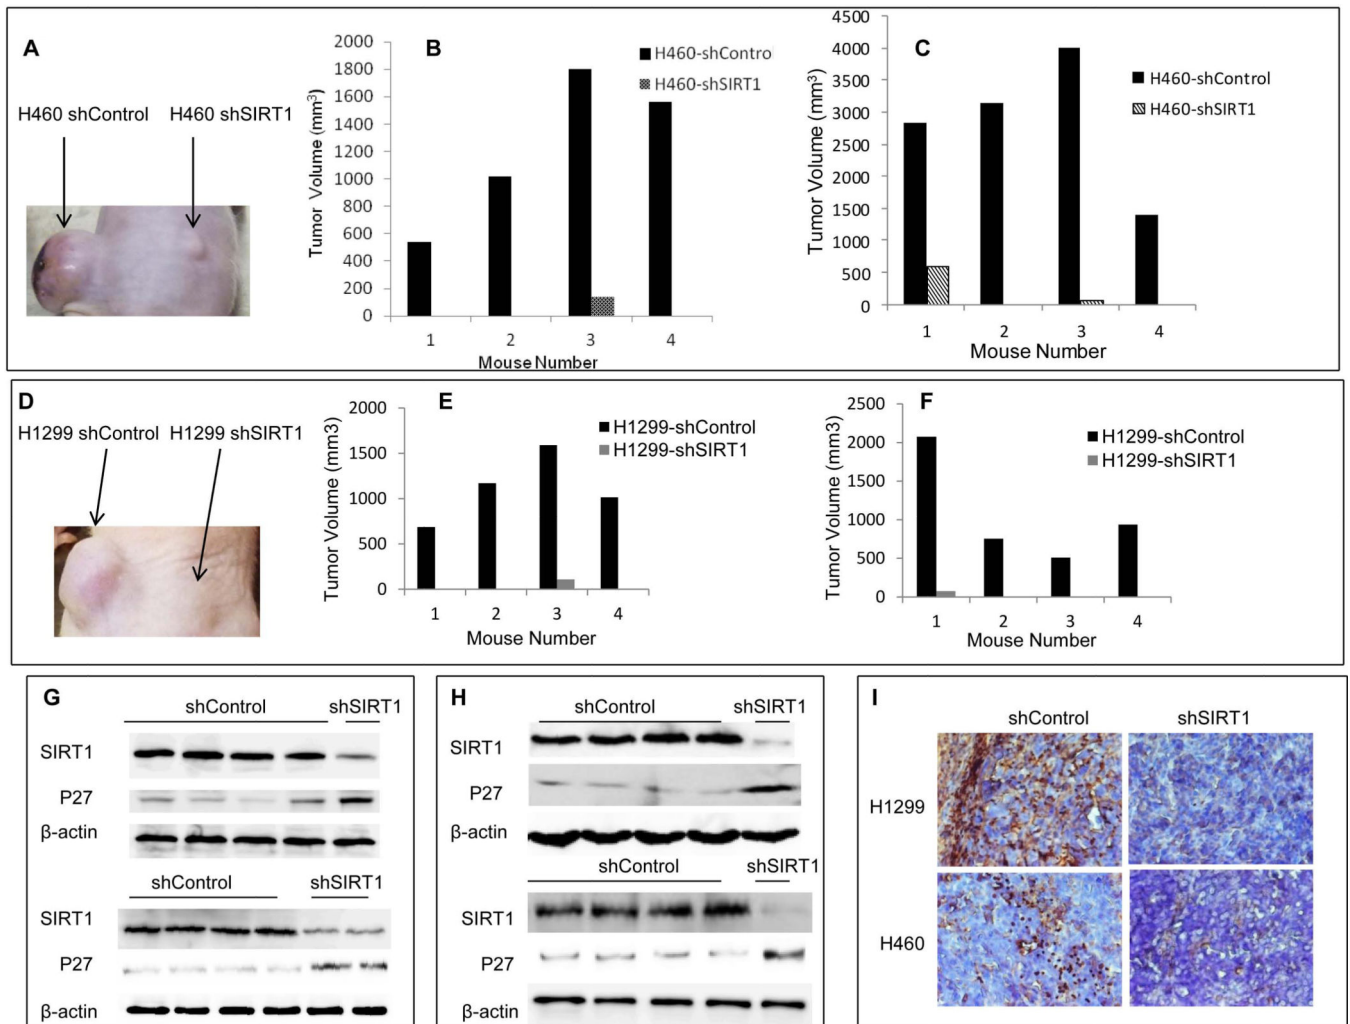 A
H460 shControl H460 shSIRT1
B
2000
1800
1600
1400
1200
1000
800
600
400
200
0
Tumor Volume (mm³)
H460-shControl
H460-shSIRT1
1 2 3 4
Mouse Number
C
4500
4000
3500
3000
2500
2000
1500
1000
500
0
Tumor Volume (mm³)
H460-shControl
H460-shSIRT1
1 2 3 4
Mouse Number
D
H1299 shControl H1299 shSIRT1
E
2000
1500
1000
500
0
Tumor Volume (mm3)
H1299-shControl
H1299-shSIRT1
1 2 3 4
Mouse Number
F
2500
2000
1500
1000
500
0
Tumor Volume (mm3)
H1299-shControl
H1299-shSIRT1
1 2 3 4
Mouse Number
G
shControl shSIRT1
SIRT1
P27
β-actin
shControl shSIRT1
SIRT1
P27
β-actin
H
shControl shSIRT1
SIRT1
P27
β-actin
shControl shSIRT1
SIRT1
P27
β-actin
I
shControl shSIRT1
H1299
H460